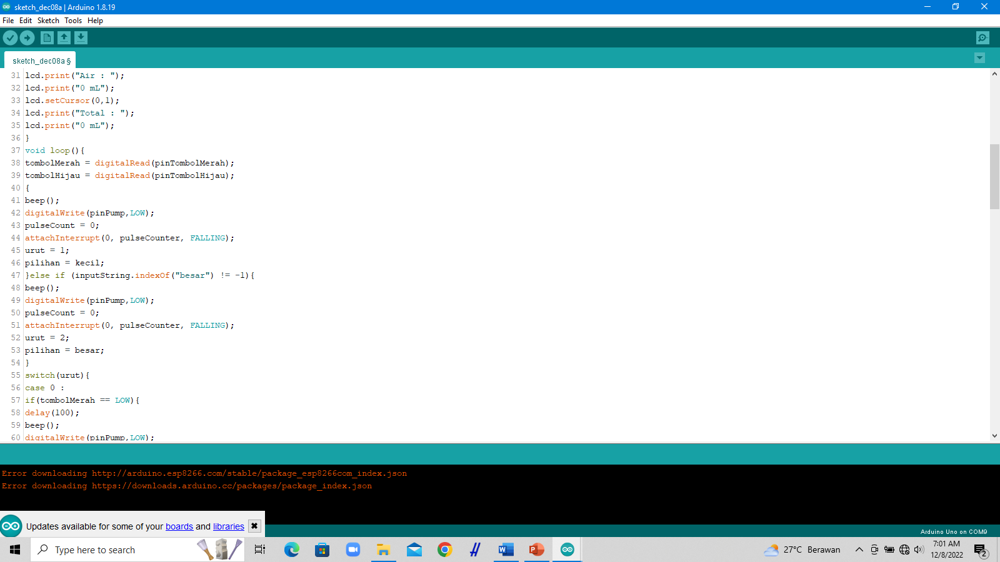 sketch_dec08a | Arduino 1.8.19
File Edit Sketch Tools Help
sketch_dec08a §
31 lcd.print("Air : ");
32 lcd.print("0 mL");
33 lcd.setCursor(0,1);
34 lcd.print("Total : ");
35 lcd.print("0 mL");
36 }
37 void loop(){
38 tombolMerah = digitalRead(pinTombolMerah);
39 tombolHijau = digitalRead(pinTombolHijau);
40 {
41 beep();
42 digitalWrite(pinPump,LOW);
43 pulseCount = 0;
44 attachInterrupt(0, pulseCounter, FALLING);
45 urut = 1;
46 pilihan = kecil;
47 }else if (inputString.indexOf("besar") != -1){
48 beep();
49 digitalWrite(pinPump,LOW);
50 pulseCount = 0;
51 attachInterrupt(0, pulseCounter, FALLING);
52 urut = 2;
53 pilihan = besar;
54 }
55 switch(urut){
56 case 0 :
57 if(tombolMerah == LOW){
58 delay(100);
59 beep();
60 digitalWrite(pinPump,LOW);
Error downloading http://arduino.esp8266.com/stable/package_esp8266com_index.json
Error downloading https://downloads.arduino.cc/packages/package_index.json
Updates available for some of your boards and libraries
Arduino Uno on COM9
Type here to search
27°C Berawan
7:01 AM
12/8/2022
2